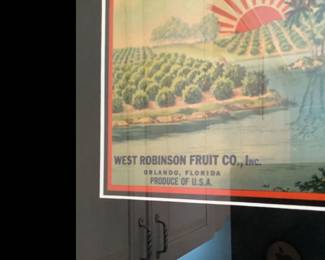 WEST ROBINSON FRUIT CO., INC.
ORLANDO, FLORIDA
PRODUCE OF U.S.A.